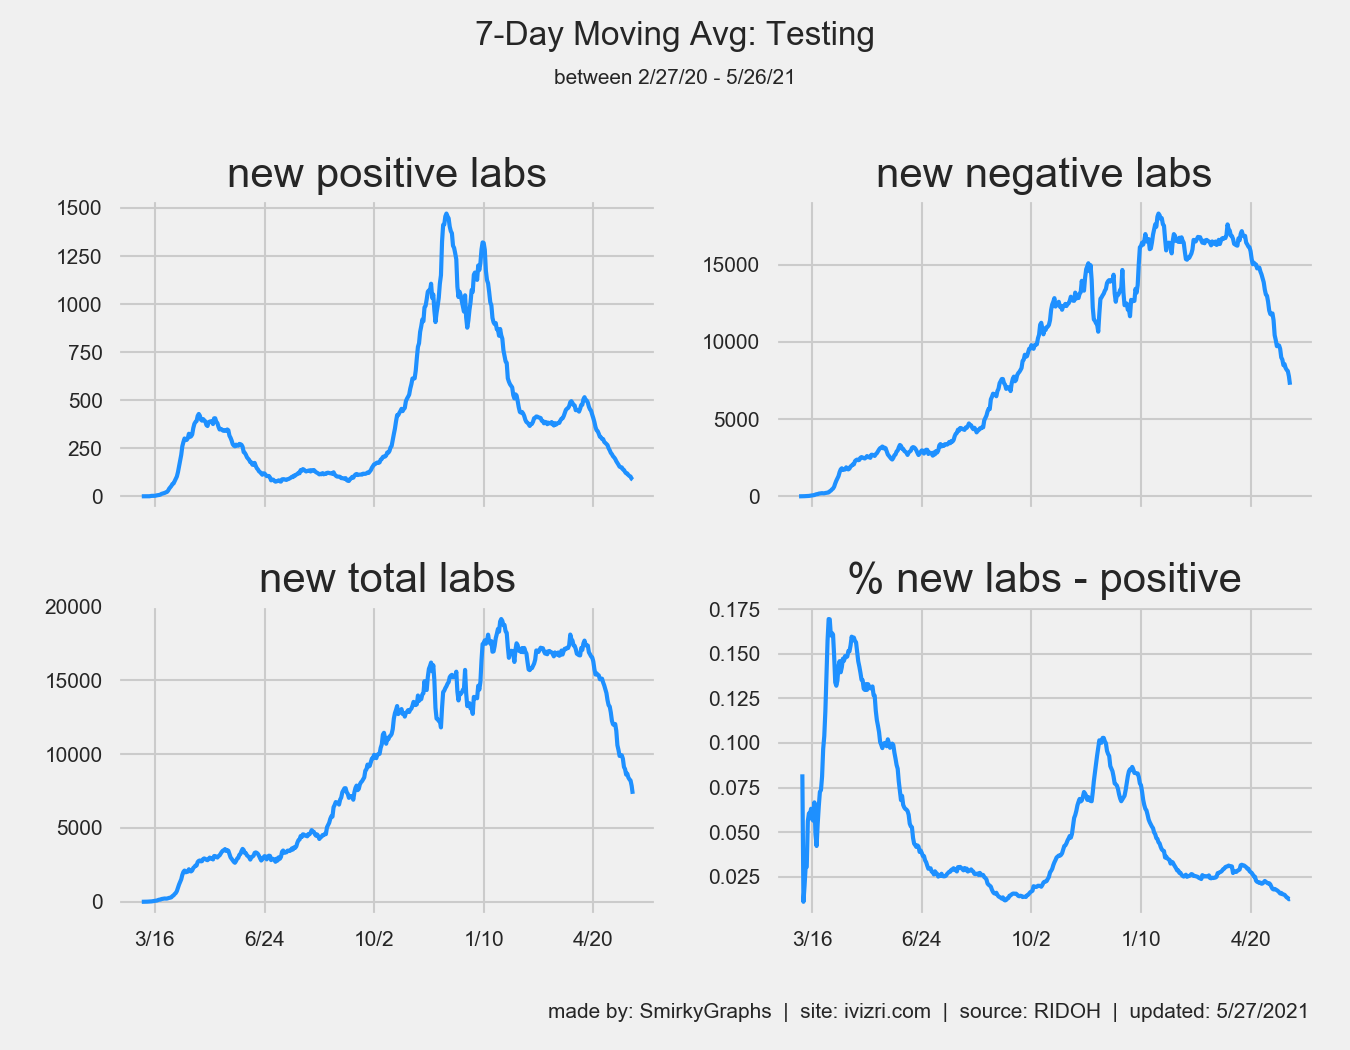 7-Day Moving Avg: Testing
between 2/27/20 - 5/26/21
new positive labs
1500
1250
1000
750
500
250
0
new negative labs
15000
10000
5000
0
new total labs
20000
15000
10000
5000
0
3/16 6/24 10/2 1/10 4/20
% new labs - positive
0.175
0.150
0.125
0.100
0.075
0.050
0.025
3/16 6/24 10/2 1/10 4/20
made by: SmirkyGraphs | site: ivizri.com | source: RIDOH | updated: 5/27/2021